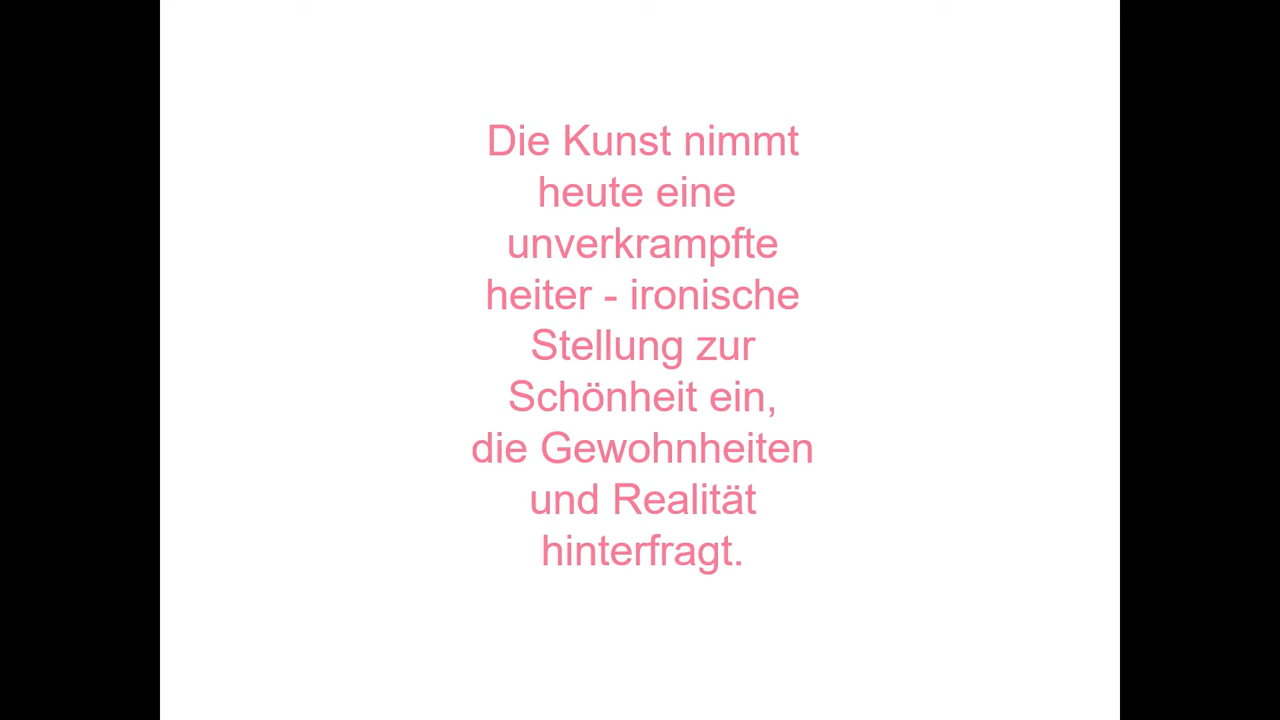 Die Kunst nimmt
heute eine
unverkrampfte
heiter - ironische
Stellung zur
Schönheit ein,
die Gewohnheiten
und Realität
hinterfragt.